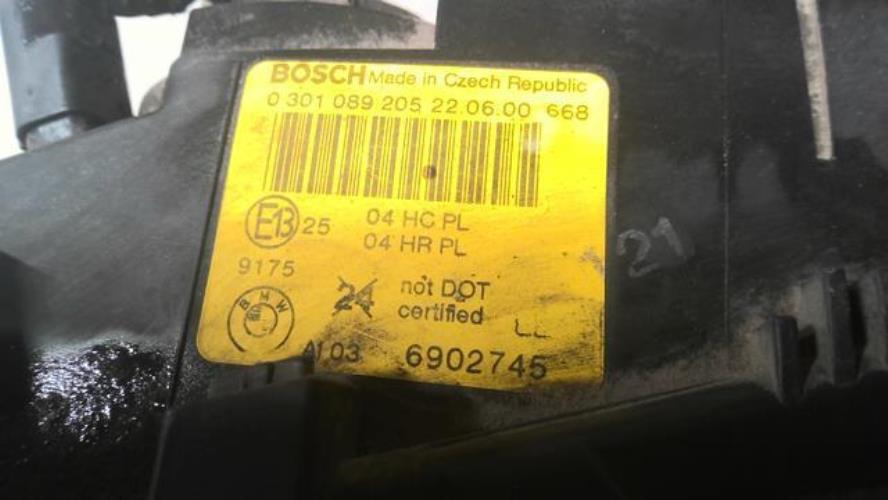 BOSCH Made in Czech Republic
0 301 089 205 22.06.00 668
E13 25 04 HC PL
04 HR PL
9175
BMW 24 not DOT
certified
AI 03 6902745
21